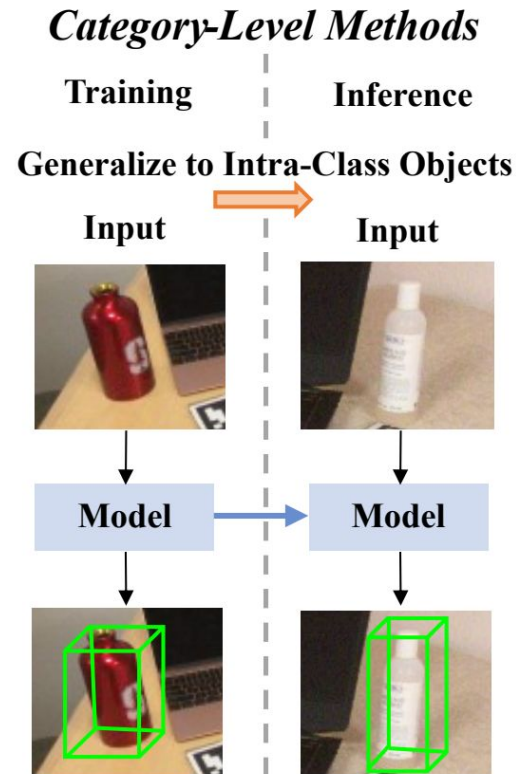 Category-Level Methods
Training Inference
Generalize to Intra-Class Objects
Input Input
S
Model Model
S